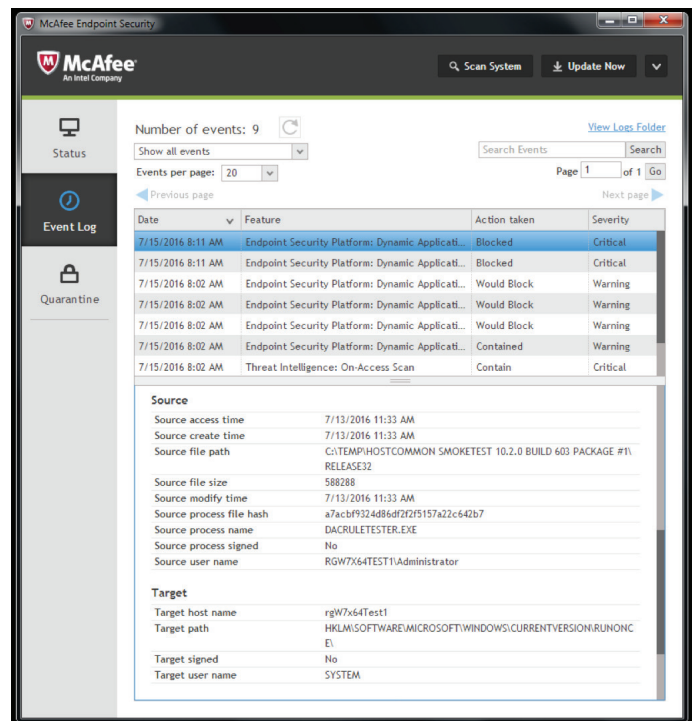 McAfee Endpoint Security
McAfee
An Intel Company
Scan System
Update Now
Status
Event Log
Quarantine
Number of events: 9
View Logs Folder
Show all events
Search Events
Search
Events per page: 20
Page 1 of 1 Go
Previous page
Next page
Date Feature Action taken Severity
7/15/2016 8:11 AM Endpoint Security Platform: Dynamic Applicati... Blocked Critical
7/15/2016 8:11 AM Endpoint Security Platform: Dynamic Applicati... Blocked Critical
7/15/2016 8:02 AM Endpoint Security Platform: Dynamic Applicati... Would Block Warning
7/15/2016 8:02 AM Endpoint Security Platform: Dynamic Applicati... Would Block Warning
7/15/2016 8:02 AM Endpoint Security Platform: Dynamic Applicati... Would Block Warning
7/15/2016 8:02 AM Endpoint Security Platform: Dynamic Applicati... Contained Warning
7/15/2016 8:02 AM Threat Intelligence: On-Access Scan Contain Critical
Source
Source access time 7/13/2016 11:33 AM
Source create time 7/13/2016 11:33 AM
Source file path C:\TEMP\HOSTCOMMON SMOKETEST 10.2.0 BUILD 603 PACKAGE #1\
RELEASE32
Source file size 588288
Source modify time 7/13/2016 11:33 AM
Source process file hash a7acbf9324d86df2f2f5157a22c642b7
Source process name DACRULETESTER.EXE
Source process signed No
Source user name RGW7X64TEST1\Administrator
Target
Target host name rgW7x64Test1
Target path HKLM\SOFTWARE\MICROSOFT\WINDOWS\CURRENTVERSION\RUNONC
E\
Target signed No
Target user name SYSTEM